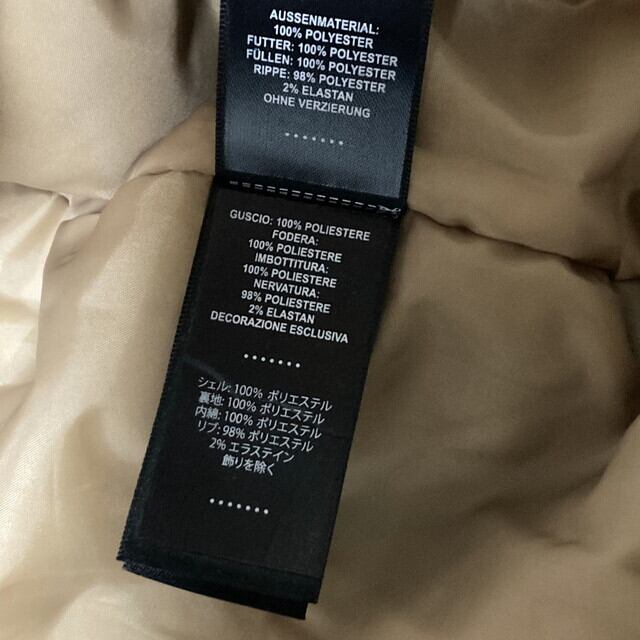 AUSSENMATERIAL:
100% POLYESTER
FUTTER: 100% POLYESTER
FÜLLEN: 100% POLYESTER
RIPPE: 98% POLYESTER
2% ELASTAN
OHNE VERZIERUNG
GUSCIO: 100% POLIESTERE
FODERA:
100% POLIESTERE
IMBOTTITURA:
100% POLIESTERE
NERVATURA:
98% POLIESTERE
2% ELASTAN
DECORAZIONE ESCLUSIVA
シェル: 100% ポリエステル
裏地: 100% ポリエステル
内綿: 100% ポリエステル
リブ: 98% ポリエステル
2% エラステイン
飾りを除く